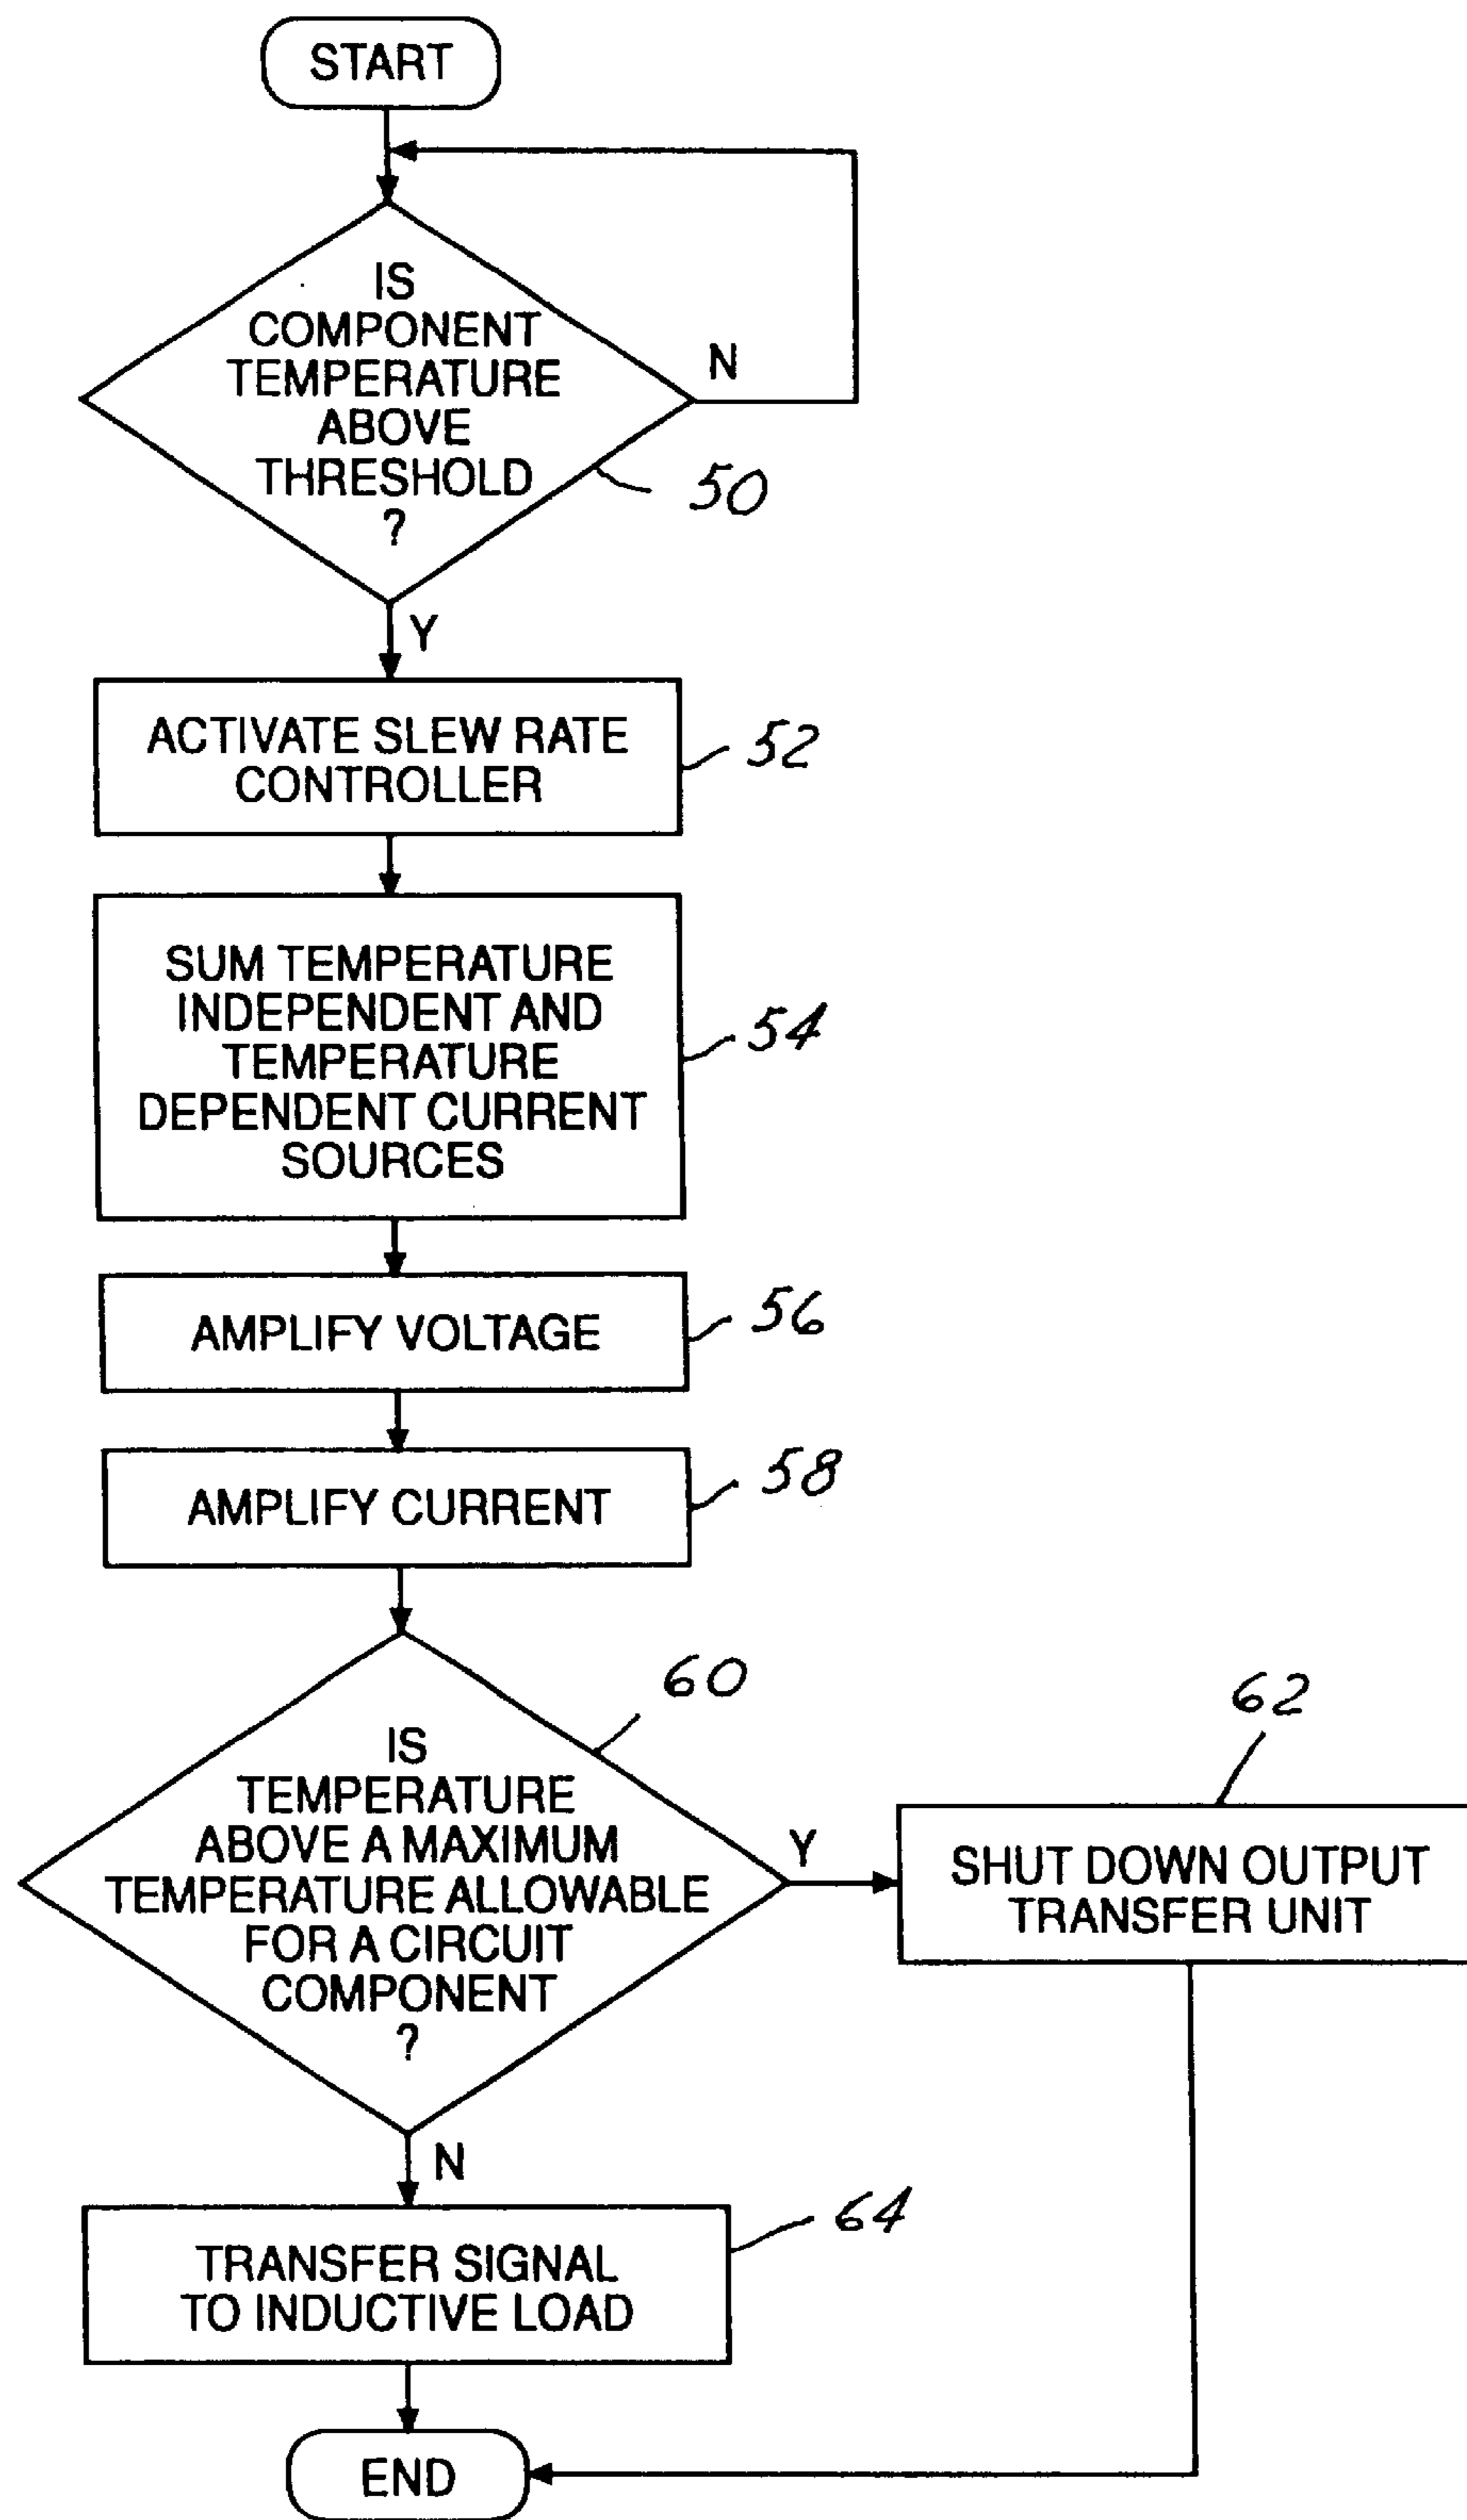 START
IS
COMPONENT
TEMPERATURE
ABOVE
THRESHOLD
?
N
50
Y
ACTIVATE SLEW RATE
CONTROLLER
52
SUM TEMPERATURE
INDEPENDENT AND
TEMPERATURE
DEPENDENT CURRENT
SOURCES
54
AMPLIFY VOLTAGE
56
AMPLIFY CURRENT
58
IS
TEMPERATURE
ABOVE A MAXIMUM
TEMPERATURE ALLOWABLE
FOR A CIRCUIT
COMPONENT
?
60
Y
62
SHUT DOWN OUTPUT
TRANSFER UNIT
N
TRANSFER SIGNAL
TO INDUCTIVE LOAD
64
END